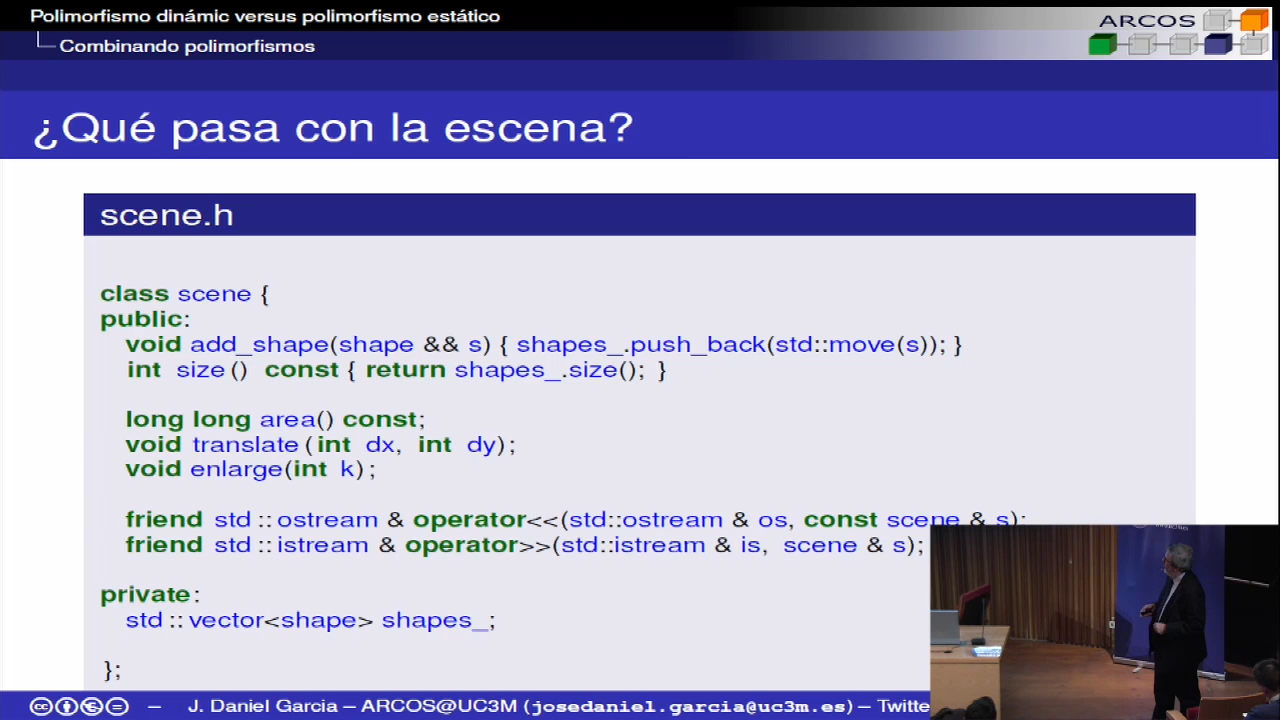 Polimorfismo dinámic versus polimorfismo estático
Combinando polimorfismos
ARCOS
¿Qué pasa con la escena?
scene.h
class scene {
public:
void add_shape(shape && s) { shapes_.push_back(std::move(s)); }
int size () const { return shapes_.size(); }
long long area() const;
void translate (int dx, int dy);
void enlarge(int k);
friend std :: ostream & operator<<(std::ostream & os, const scene & s);
friend std :: istream & operator>>(std::istream & is, scene & s);
private:
std :: vector<shape> shapes_;
};
cc – J. Daniel Garcia – ARCOS@UC3M (josedaniel.garcia@uc3m.es) – Twitte